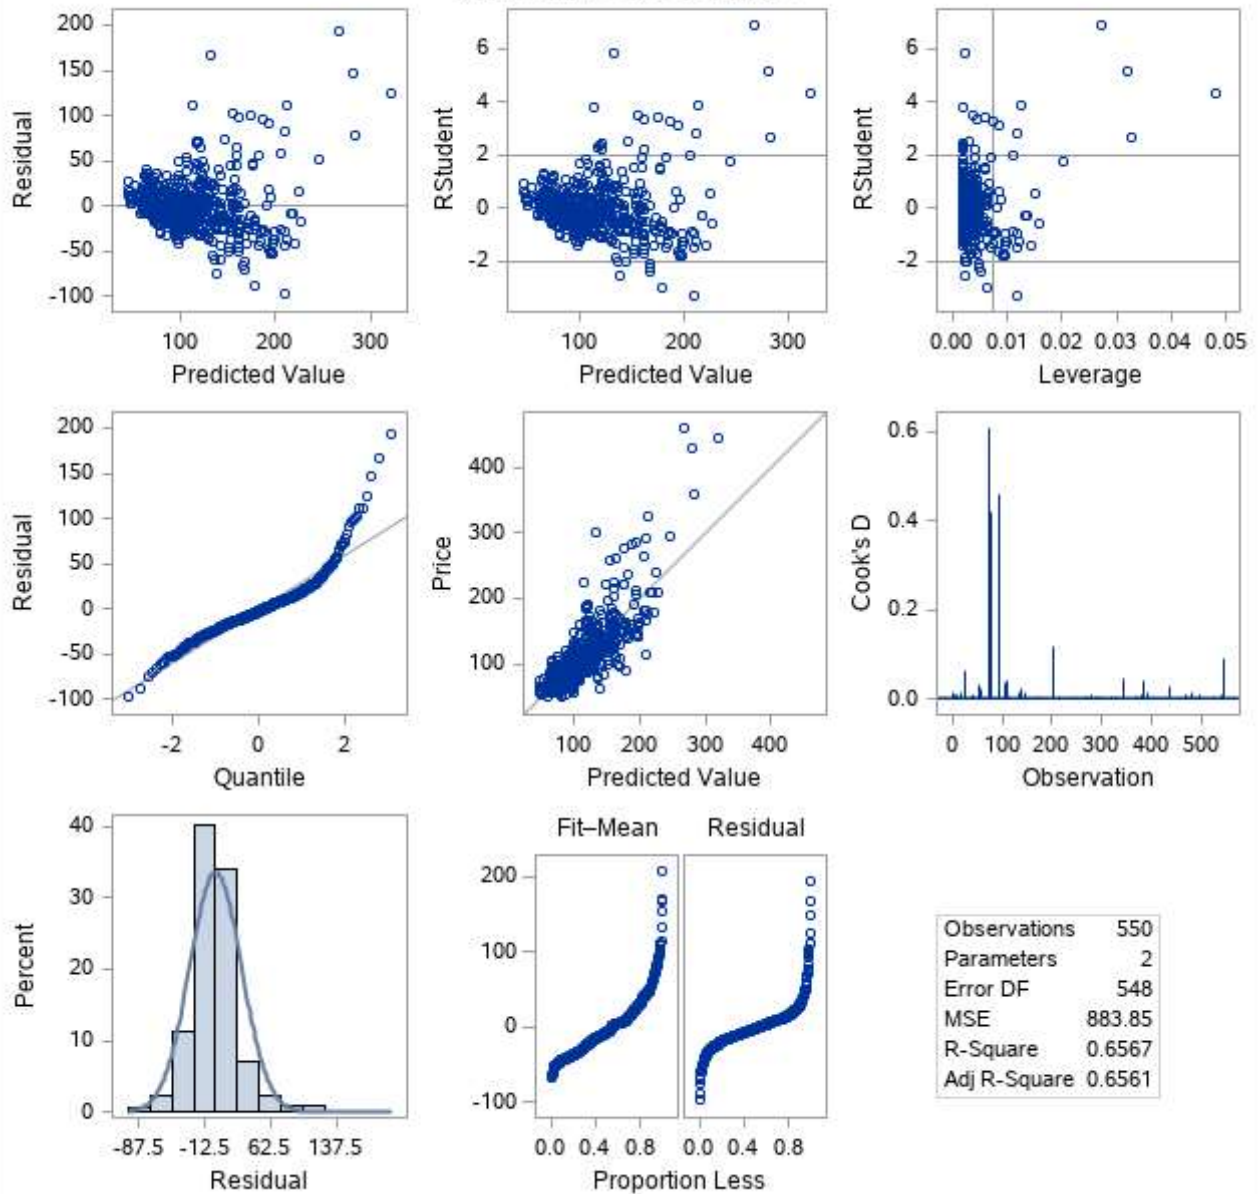 200
150
100
50
0
-50
-100
Residual
100 200 300
Predicted Value
6
4
2
0
-2
RStudent
100 200 300
Predicted Value
6
4
2
0
-2
RStudent
0.00 0.01 0.02 0.03 0.04 0.05
Leverage
200
150
100
50
0
-50
-100
Residual
-2 0 2
Quantile
400
300
200
100
Price
100 200 300 400
Predicted Value
0.6
0.4
0.2
0.0
Cook's D
0 100 200 300 400 500
Observation
40
30
20
10
0
Percent
-87.5 -12.5 62.5 137.5
Residual
Fit–Mean Residual
200
100
0
-100
0.0 0.4 0.8 0.0 0.4 0.8
Proportion Less
Observations 550
Parameters 2
Error DF 548
MSE 883.85
R-Square 0.6567
Adj R-Square 0.6561